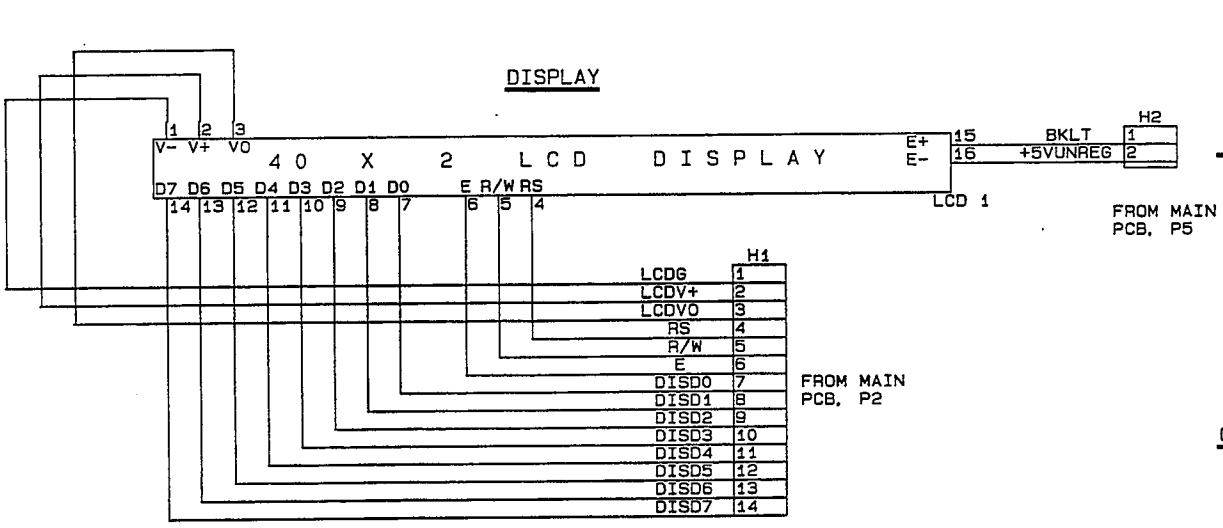 DISPLAY
1 2 3
V- V+ VO
40 X 2 LCD DISPLAY
E+ 15 BKLT 1
E- 16 +5VUNREG 2
H2
D7 D6 D5 D4 D3 D2 D1 D0 E R/W RS
14 13 12 11 10 9 8 7 6 5 4
LCD 1
FROM MAIN
PCB, P5
H1
LCDG 1
LCDV+ 2
LCDVO 3
RS 4
R/W 5
E 6
DISD0 7
DISD1 8
DISD2 9
DISD3 10
DISD4 11
DISD5 12
DISD6 13
DISD7 14
FROM MAIN
PCB, P2